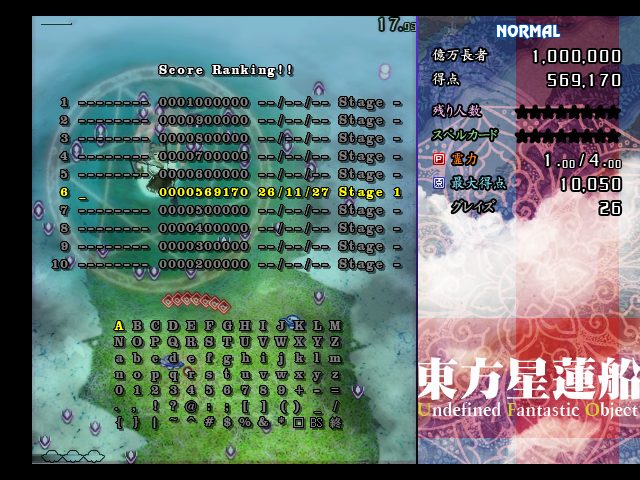 17.93
Score Ranking!!
1 -------- 0001000000 --/--/-- Stage -
2 -------- 0000900000 --/--/-- Stage -
3 -------- 0000800000 --/--/-- Stage -
4 -------- 0000700000 --/--/-- Stage -
5 -------- 0000600000 --/--/-- Stage -
6 _ 0000569170 26/11/27 Stage 1
7 -------- 0000500000 --/--/-- Stage -
8 -------- 0000400000 --/--/-- Stage -
9 -------- 0000300000 --/--/-- Stage -
10 -------- 0000200000 --/--/-- Stage -
A B C D E F G H I J K L M
N O P Q R S T U V W X Y Z
a b c d e f g h i j k l m
n o p q r s t u v w x y z
0 1 2 3 4 5 6 7 8 9 + - =
. , ! ? @ : ; [ ] ( ) _ /
{ } | ~ ^ # $ % & * □ BS 終
NORMAL
億万長者 1,000,000
得点 569,170
残り人数 ★★★★★★★★
スペルカード ★★★★★★★★
P 霊力 1.00/4.00
点 最大得点 10,050
グレイズ 26
東方星蓮船
Undefined Fantastic Object